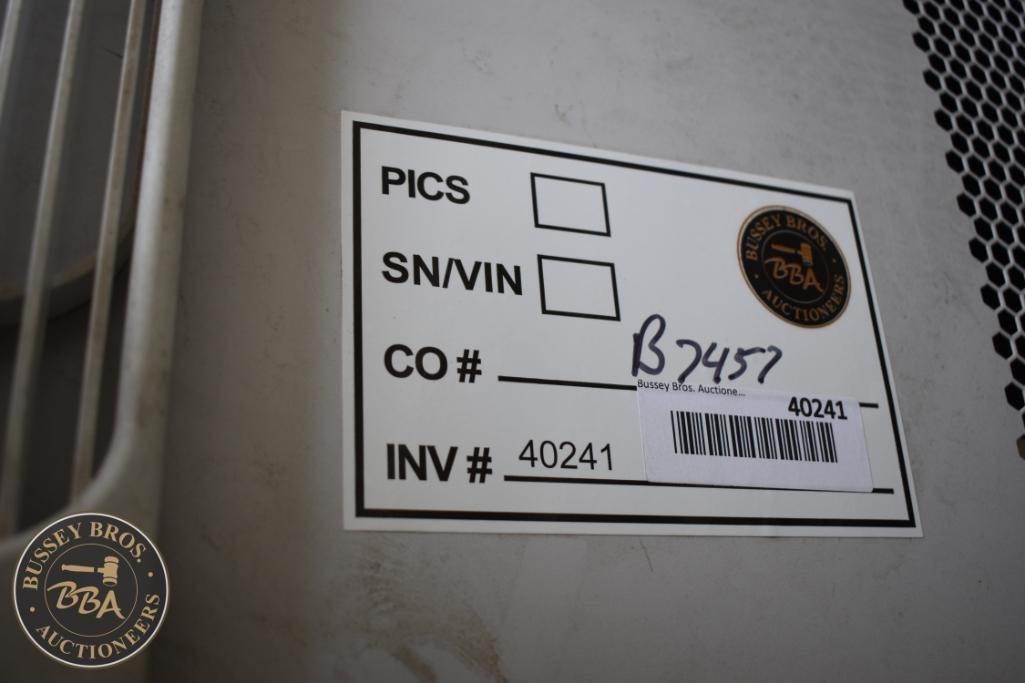 PICS
SN/VIN
CO #
B7457
Bussey Bros. Auctione...
40241
INV # 40241
BUSSEY BROS.
BBA
AUCTIONEERS
BUSSEY BROS.
BBA
AUCTIONEERS